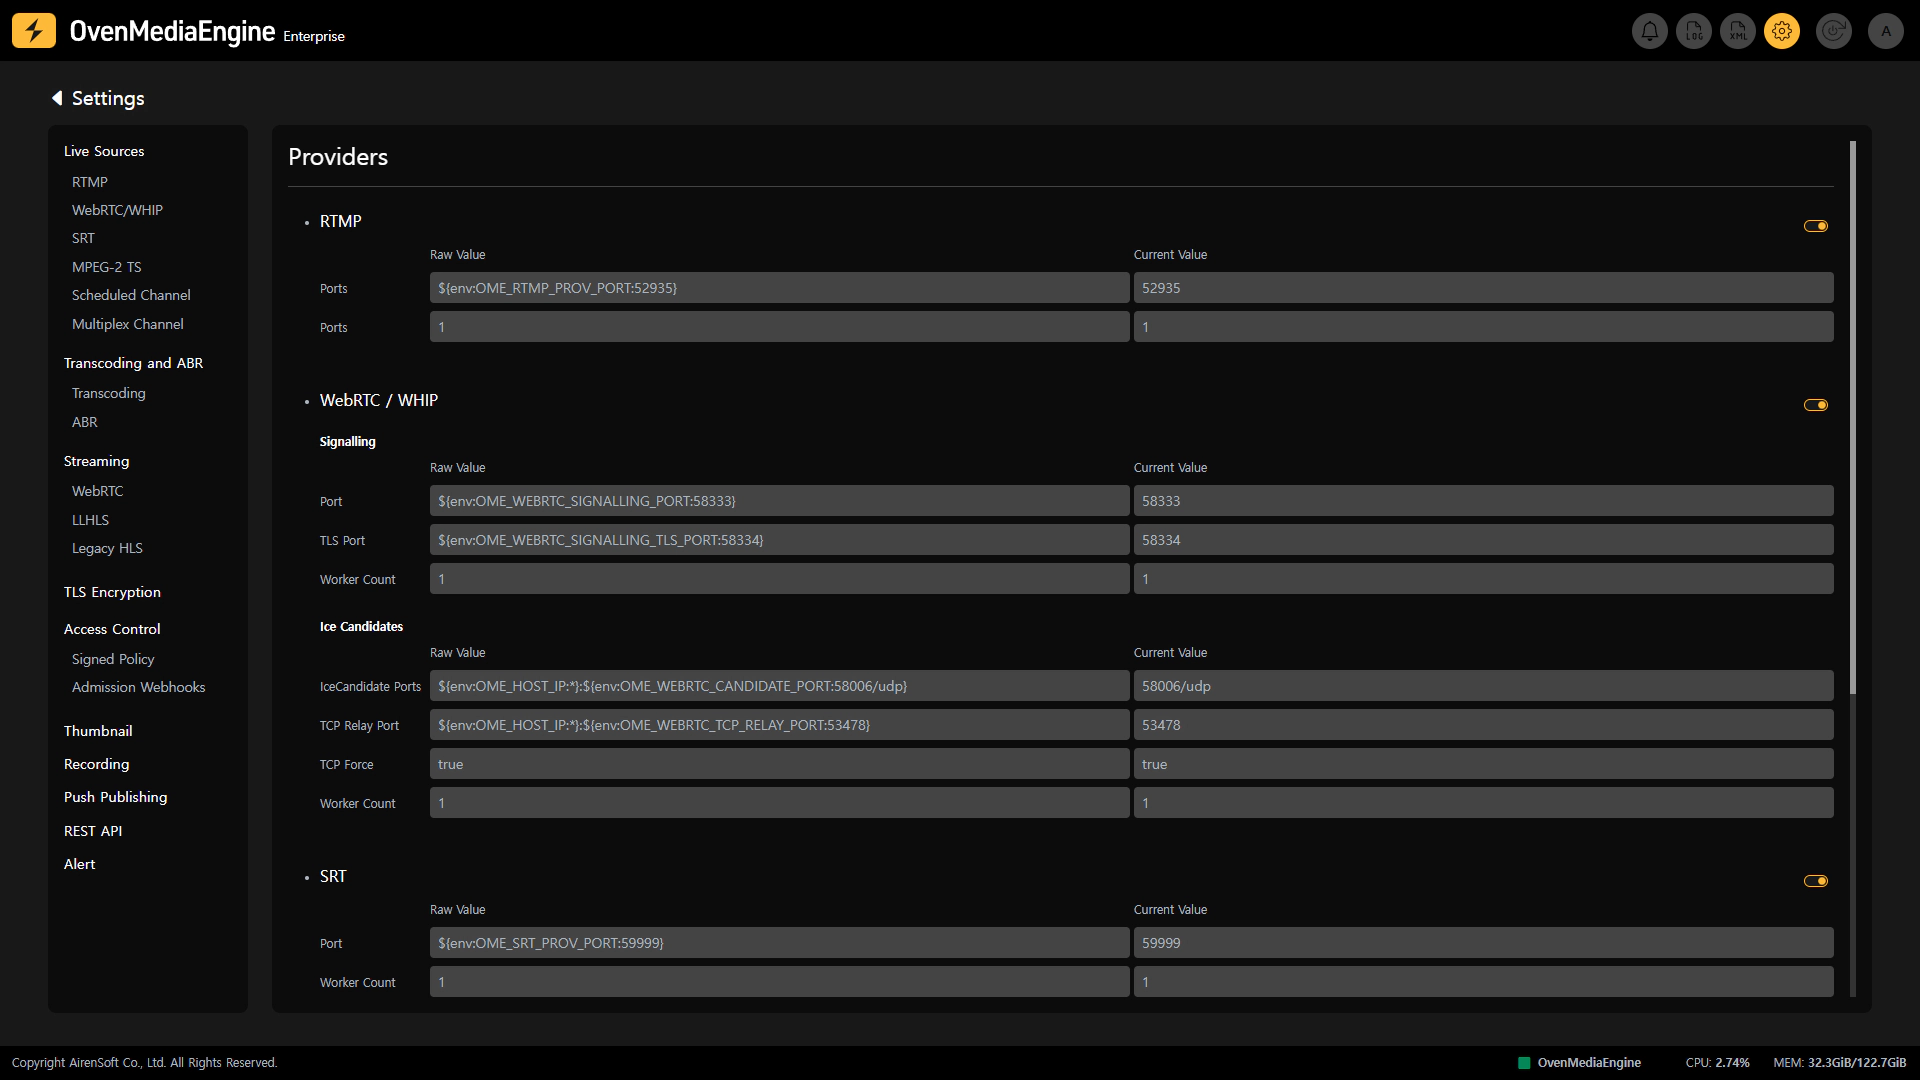 OvenMediaEngine Enterprise
LOG
XML
A
Settings
Live Sources
RTMP
WebRTC/WHIP
SRT
MPEG-2 TS
Scheduled Channel
Multiplex Channel
Transcoding and ABR
Transcoding
ABR
Streaming
WebRTC
LLHLS
Legacy HLS
TLS Encryption
Access Control
Signed Policy
Admission Webhooks
Thumbnail
Recording
Push Publishing
REST API
Alert
Providers
• RTMP
Raw Value Current Value
Ports ${env:OME_RTMP_PROV_PORT:52935} 52935
Ports 1 1
• WebRTC / WHIP
Signalling
Raw Value Current Value
Port ${env:OME_WEBRTC_SIGNALLING_PORT:58333} 58333
TLS Port ${env:OME_WEBRTC_SIGNALLING_TLS_PORT:58334} 58334
Worker Count 1 1
Ice Candidates
Raw Value Current Value
IceCandidate Ports ${env:OME_HOST_IP:*}:${env:OME_WEBRTC_CANDIDATE_PORT:58006/udp} 58006/udp
TCP Relay Port ${env:OME_HOST_IP:*}:${env:OME_WEBRTC_TCP_RELAY_PORT:53478} 53478
TCP Force true true
Worker Count 1 1
• SRT
Raw Value Current Value
Port ${env:OME_SRT_PROV_PORT:59999} 59999
Worker Count 1 1
Copyright AirenSoft Co., Ltd. All Rights Reserved.
OvenMediaEngine CPU: 2.74% MEM: 32.3GiB/122.7GiB